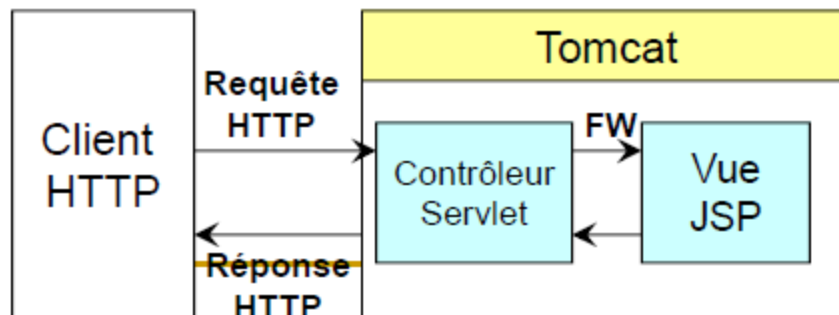 Tomcat
Requête
HTTP
Client
HTTP
FW
Contrôleur
Servlet
Vue
JSP
Réponse
HTTP